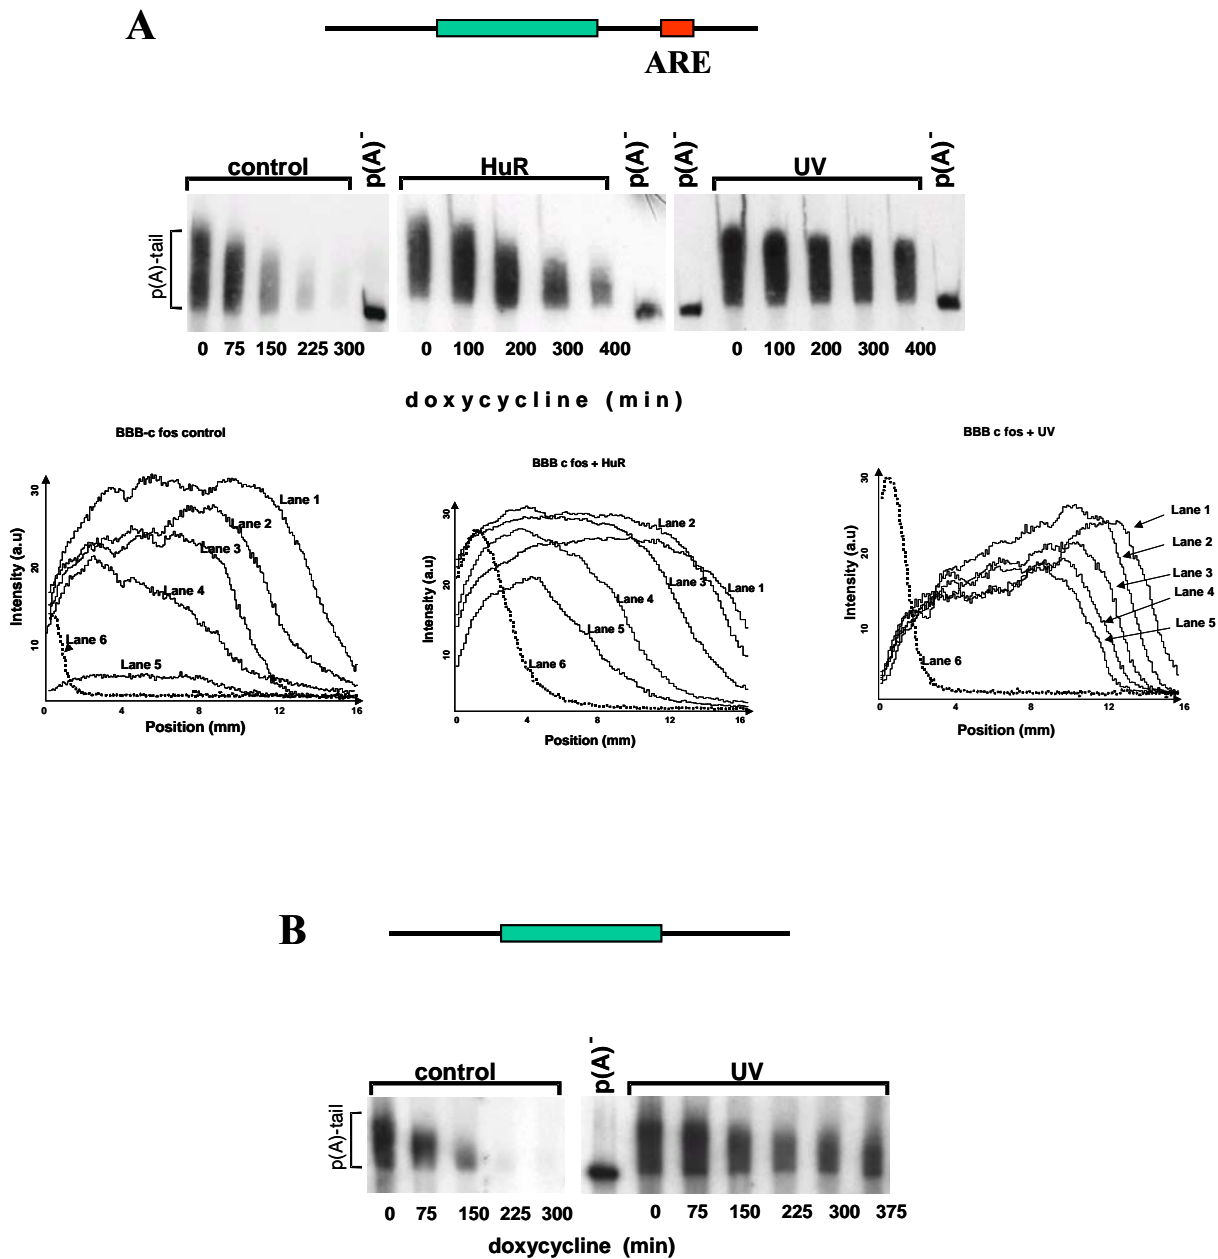 A
ARE
control
p(A)-
HuR
p(A)-
p(A)-
UV
p(A)-
p(A)-tail
0 75 150 225 300
0 100 200 300 400
0 100 200 300 400
doxycycline (min)
BBB-c fos control
Intensity (a.u)
30
20
10
Lane 1
Lane 2
Lane 3
Lane 4
Lane 6
Lane 5
0 4 8 12 16
Position (mm)
BBB c fos + HuR
Intensity (a.u)
30
20
10
Lane 2
Lane 3
Lane 1
Lane 4
Lane 5
Lane 6
0 4 8 12 16
Position (mm)
BBB c fos + UV
Intensity (a.u)
30
20
10
Lane 1
Lane 2
Lane 3
Lane 4
Lane 5
Lane 6
0 4 8 12 16
Position (mm)
B
control
p(A)-
UV
p(A)-tail
0 75 150 225 300
0 75 150 225 300 375
doxycycline (min)